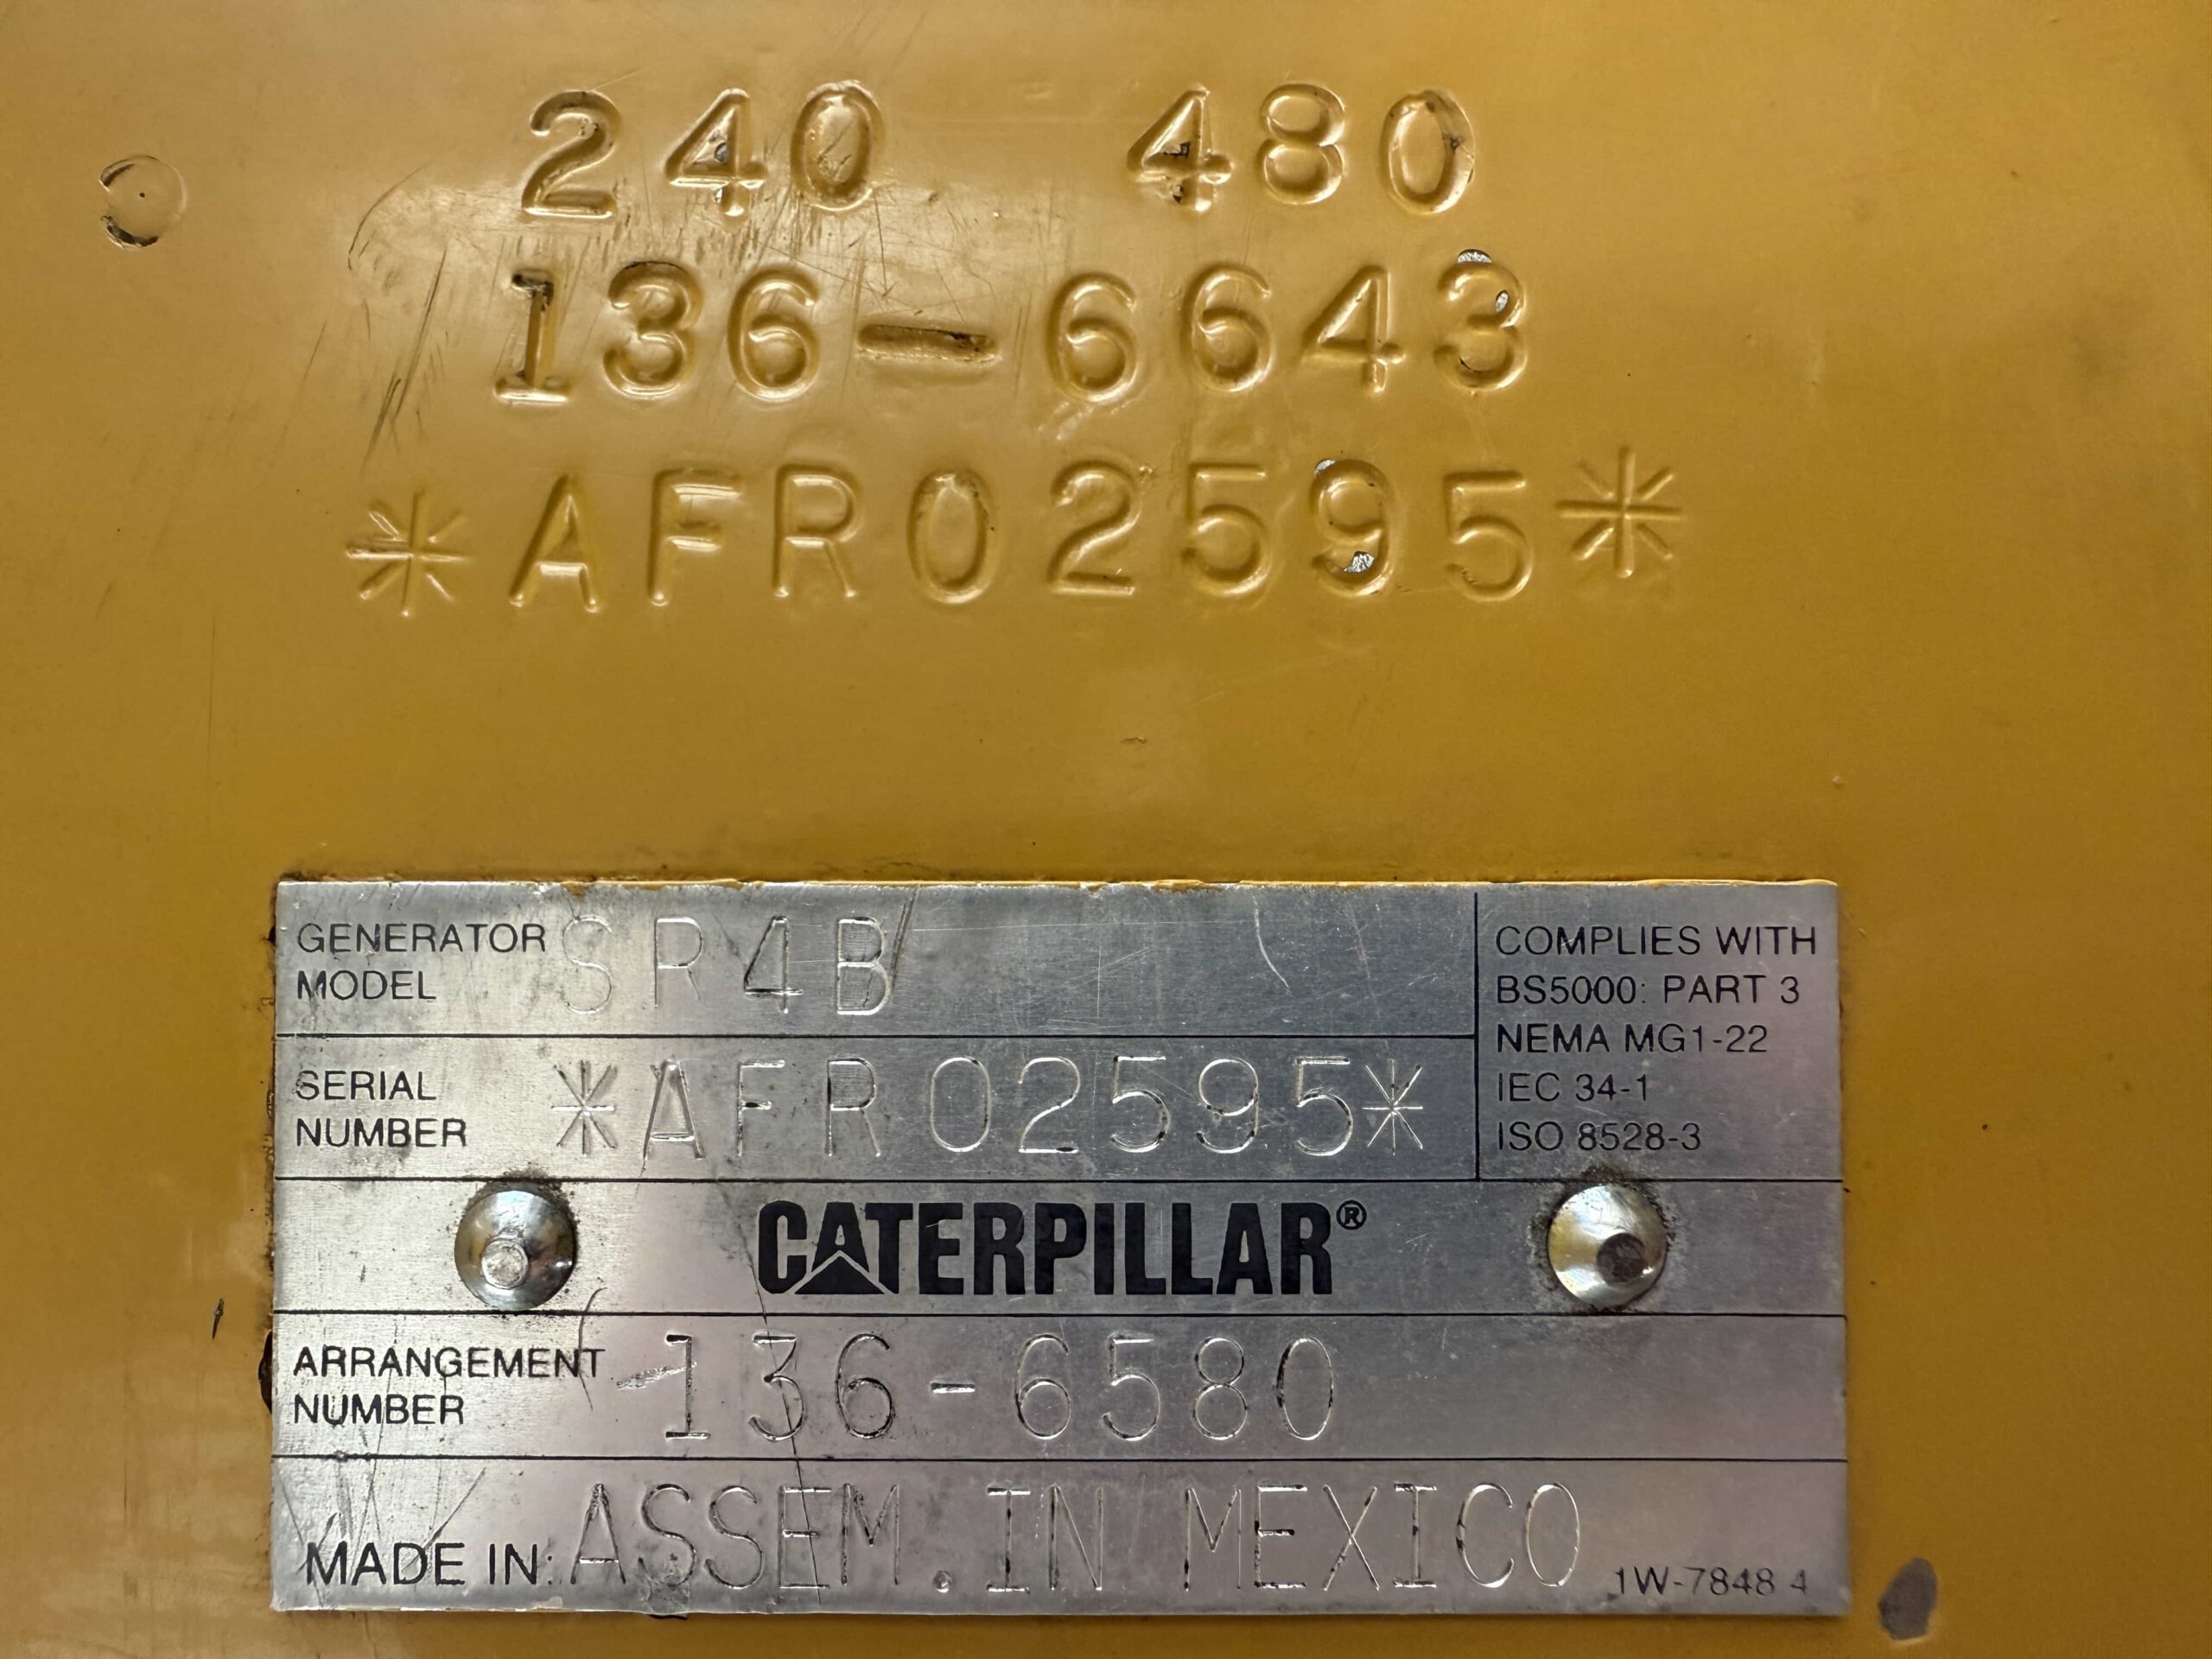 240 480
136-6643
*AFR02595*
GENERATOR MODEL SR4B
COMPLIES WITH
BS5000: PART 3
NEMA MG1-22
IEC 34-1
ISO 8528-3
SERIAL NUMBER *AFR02595*
CATERPILLAR®
ARRANGEMENT NUMBER 136-6580
MADE IN: ASSEM.IN MEXICO
1W-7848 4